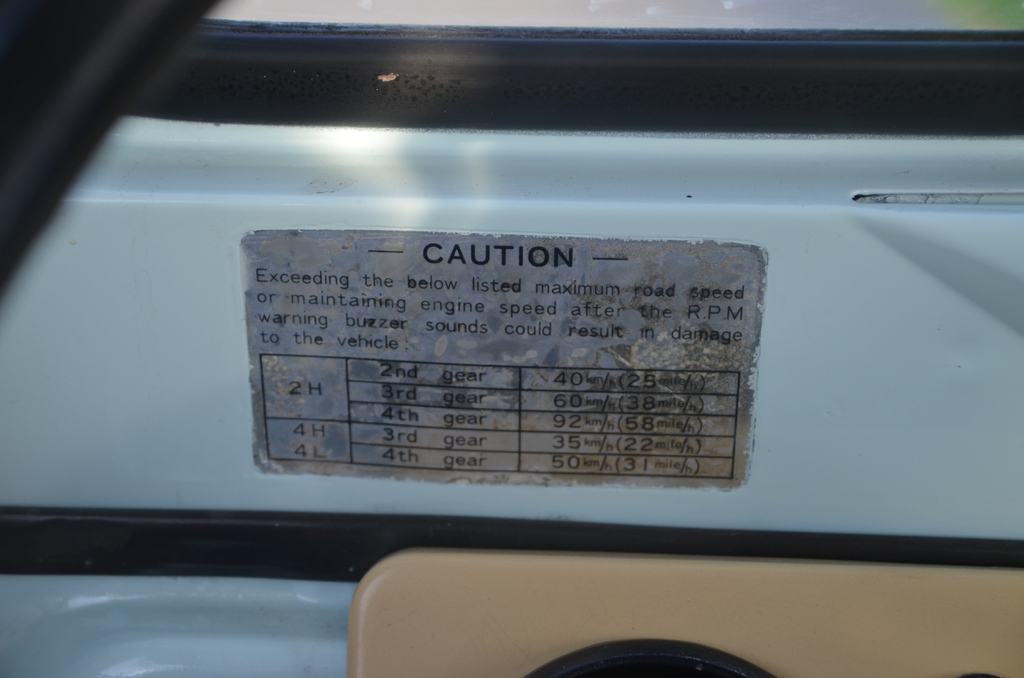 — CAUTION —
Exceeding the below listed maximum road speed
or maintaining engine speed after the R.P.M
warning buzzer sounds could result in damage
to the vehicle:
2H 2nd gear 40km/h(25mile/h)
3rd gear 60km/h(38mile/h)
4th gear 92km/h(58mile/h)
4H 3rd gear 35km/h(22mile/h)
4L 4th gear 50km/h(31mile/h)